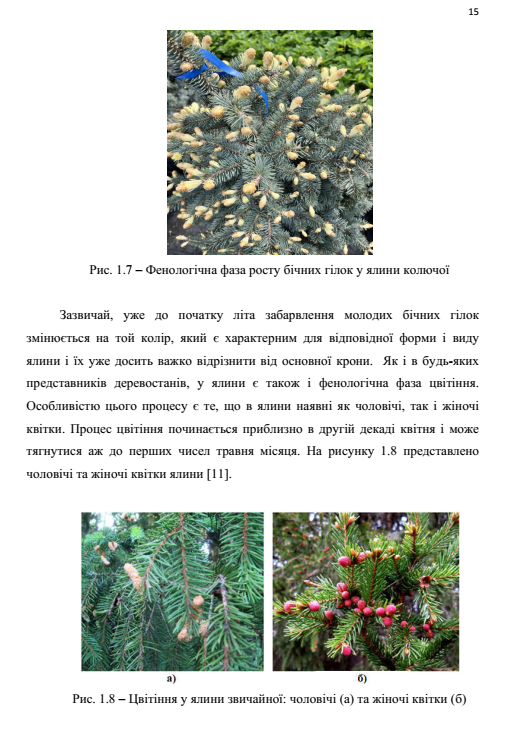 15
Рис. 1.7 – Фенологічна фаза росту бічних гілок у ялини колючої
Зазвичай, уже до початку літа забарвлення молодих бічних гілок
змінюється на той колір, який є характерним для відповідної форми і виду
ялини і їх уже досить важко відрізнити від основної крони. Як і в будь-яких
представників деревостанів, у ялини є також і фенологічна фаза цвітіння.
Особливістю цього процесу є те, що в ялини наявні як чоловічі, так і жіночі
квітки. Процес цвітіння починається приблизно в другій декаді квітня і може
тягнутися аж до перших чисел травня місяця. На рисунку 1.8 представлено
чоловічі та жіночі квітки ялини [11].
а) б)
Рис. 1.8 – Цвітіння у ялини звичайної: чоловічі (а) та жіночі квітки (б)